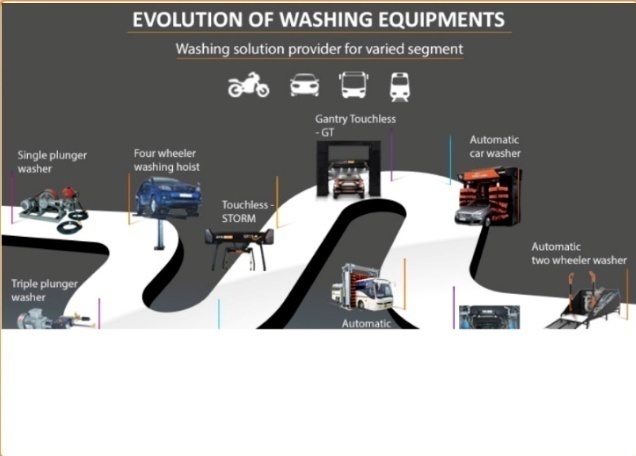 EVOLUTION OF WASHING EQUIPMENTS
Washing solution provider for varied segment
Gantry Touchless
- GT
Automatic
car washer
Single plunger
washer
Four wheeler
washing hoist
Touchless -
STORM
Automatic
two wheeler washer
Triple plunger
washer
Automatic